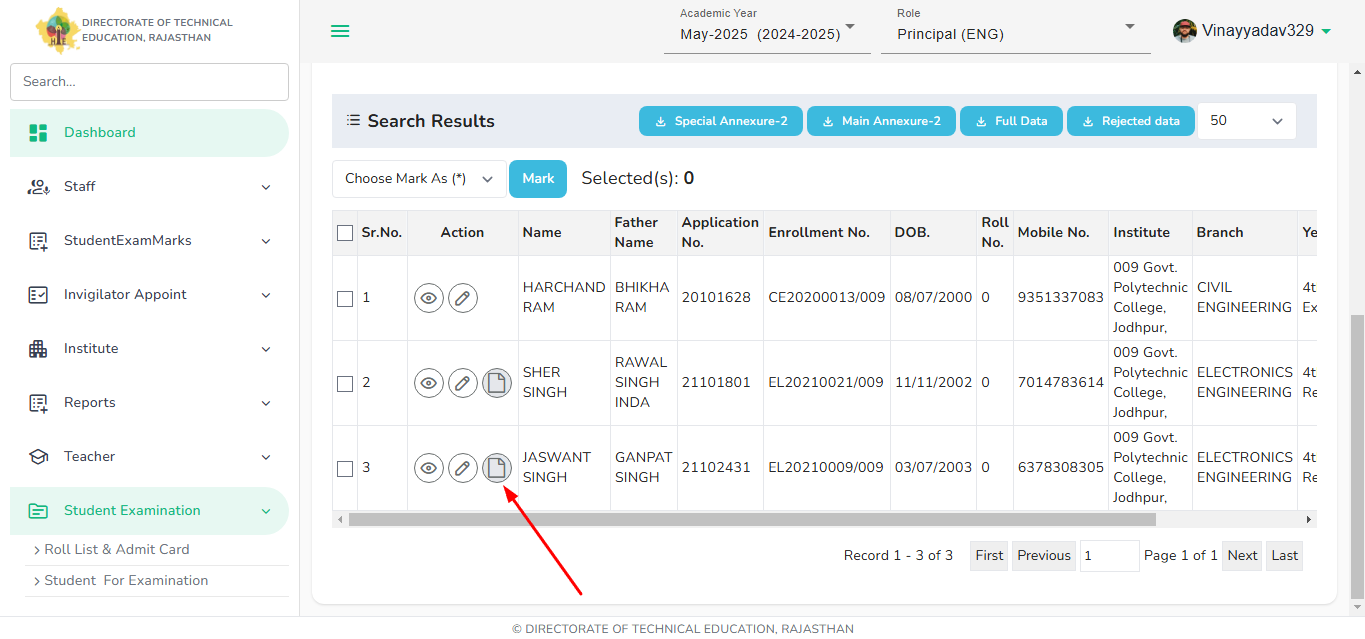 DIRECTORATE OF TECHNICAL
EDUCATION, RAJASTHAN
Search...
Dashboard
Staff
StudentExamMarks
Invigilator Appoint
Institute
Reports
Teacher
Student Examination
Roll List & Admit Card
Student For Examination
Academic Year
May-2025 (2024-2025)
Role
Principal (ENG)
Vinayyadav329
Search Results
Special Annexure-2
Main Annexure-2
Full Data
Rejected data
50
Choose Mark As (*)
Mark
Selected(s): 0
Sr.No. Action Name Father Name Application No. Enrollment No. DOB. Roll No. Mobile No. Institute Branch Ye
1 HARCHAND RAM BHIKHA RAM 20101628 CE20200013/009 08/07/2000 0 9351337083 009 Govt. Polytechnic College, Jodhpur, CIVIL ENGINEERING 4t Ex
2 SHER SINGH RAWAL SINGH INDA 21101801 EL20210021/009 11/11/2002 0 7014783614 009 Govt. Polytechnic College, Jodhpur, ELECTRONICS ENGINEERING 4t Re
3 JASWANT SINGH GANPAT SINGH 21102431 EL20210009/009 03/07/2003 0 6378308305 009 Govt. Polytechnic College, Jodhpur, ELECTRONICS ENGINEERING 4t Re
Record 1 - 3 of 3 First Previous 1 Page 1 of 1 Next Last
© DIRECTORATE OF TECHNICAL EDUCATION, RAJASTHAN